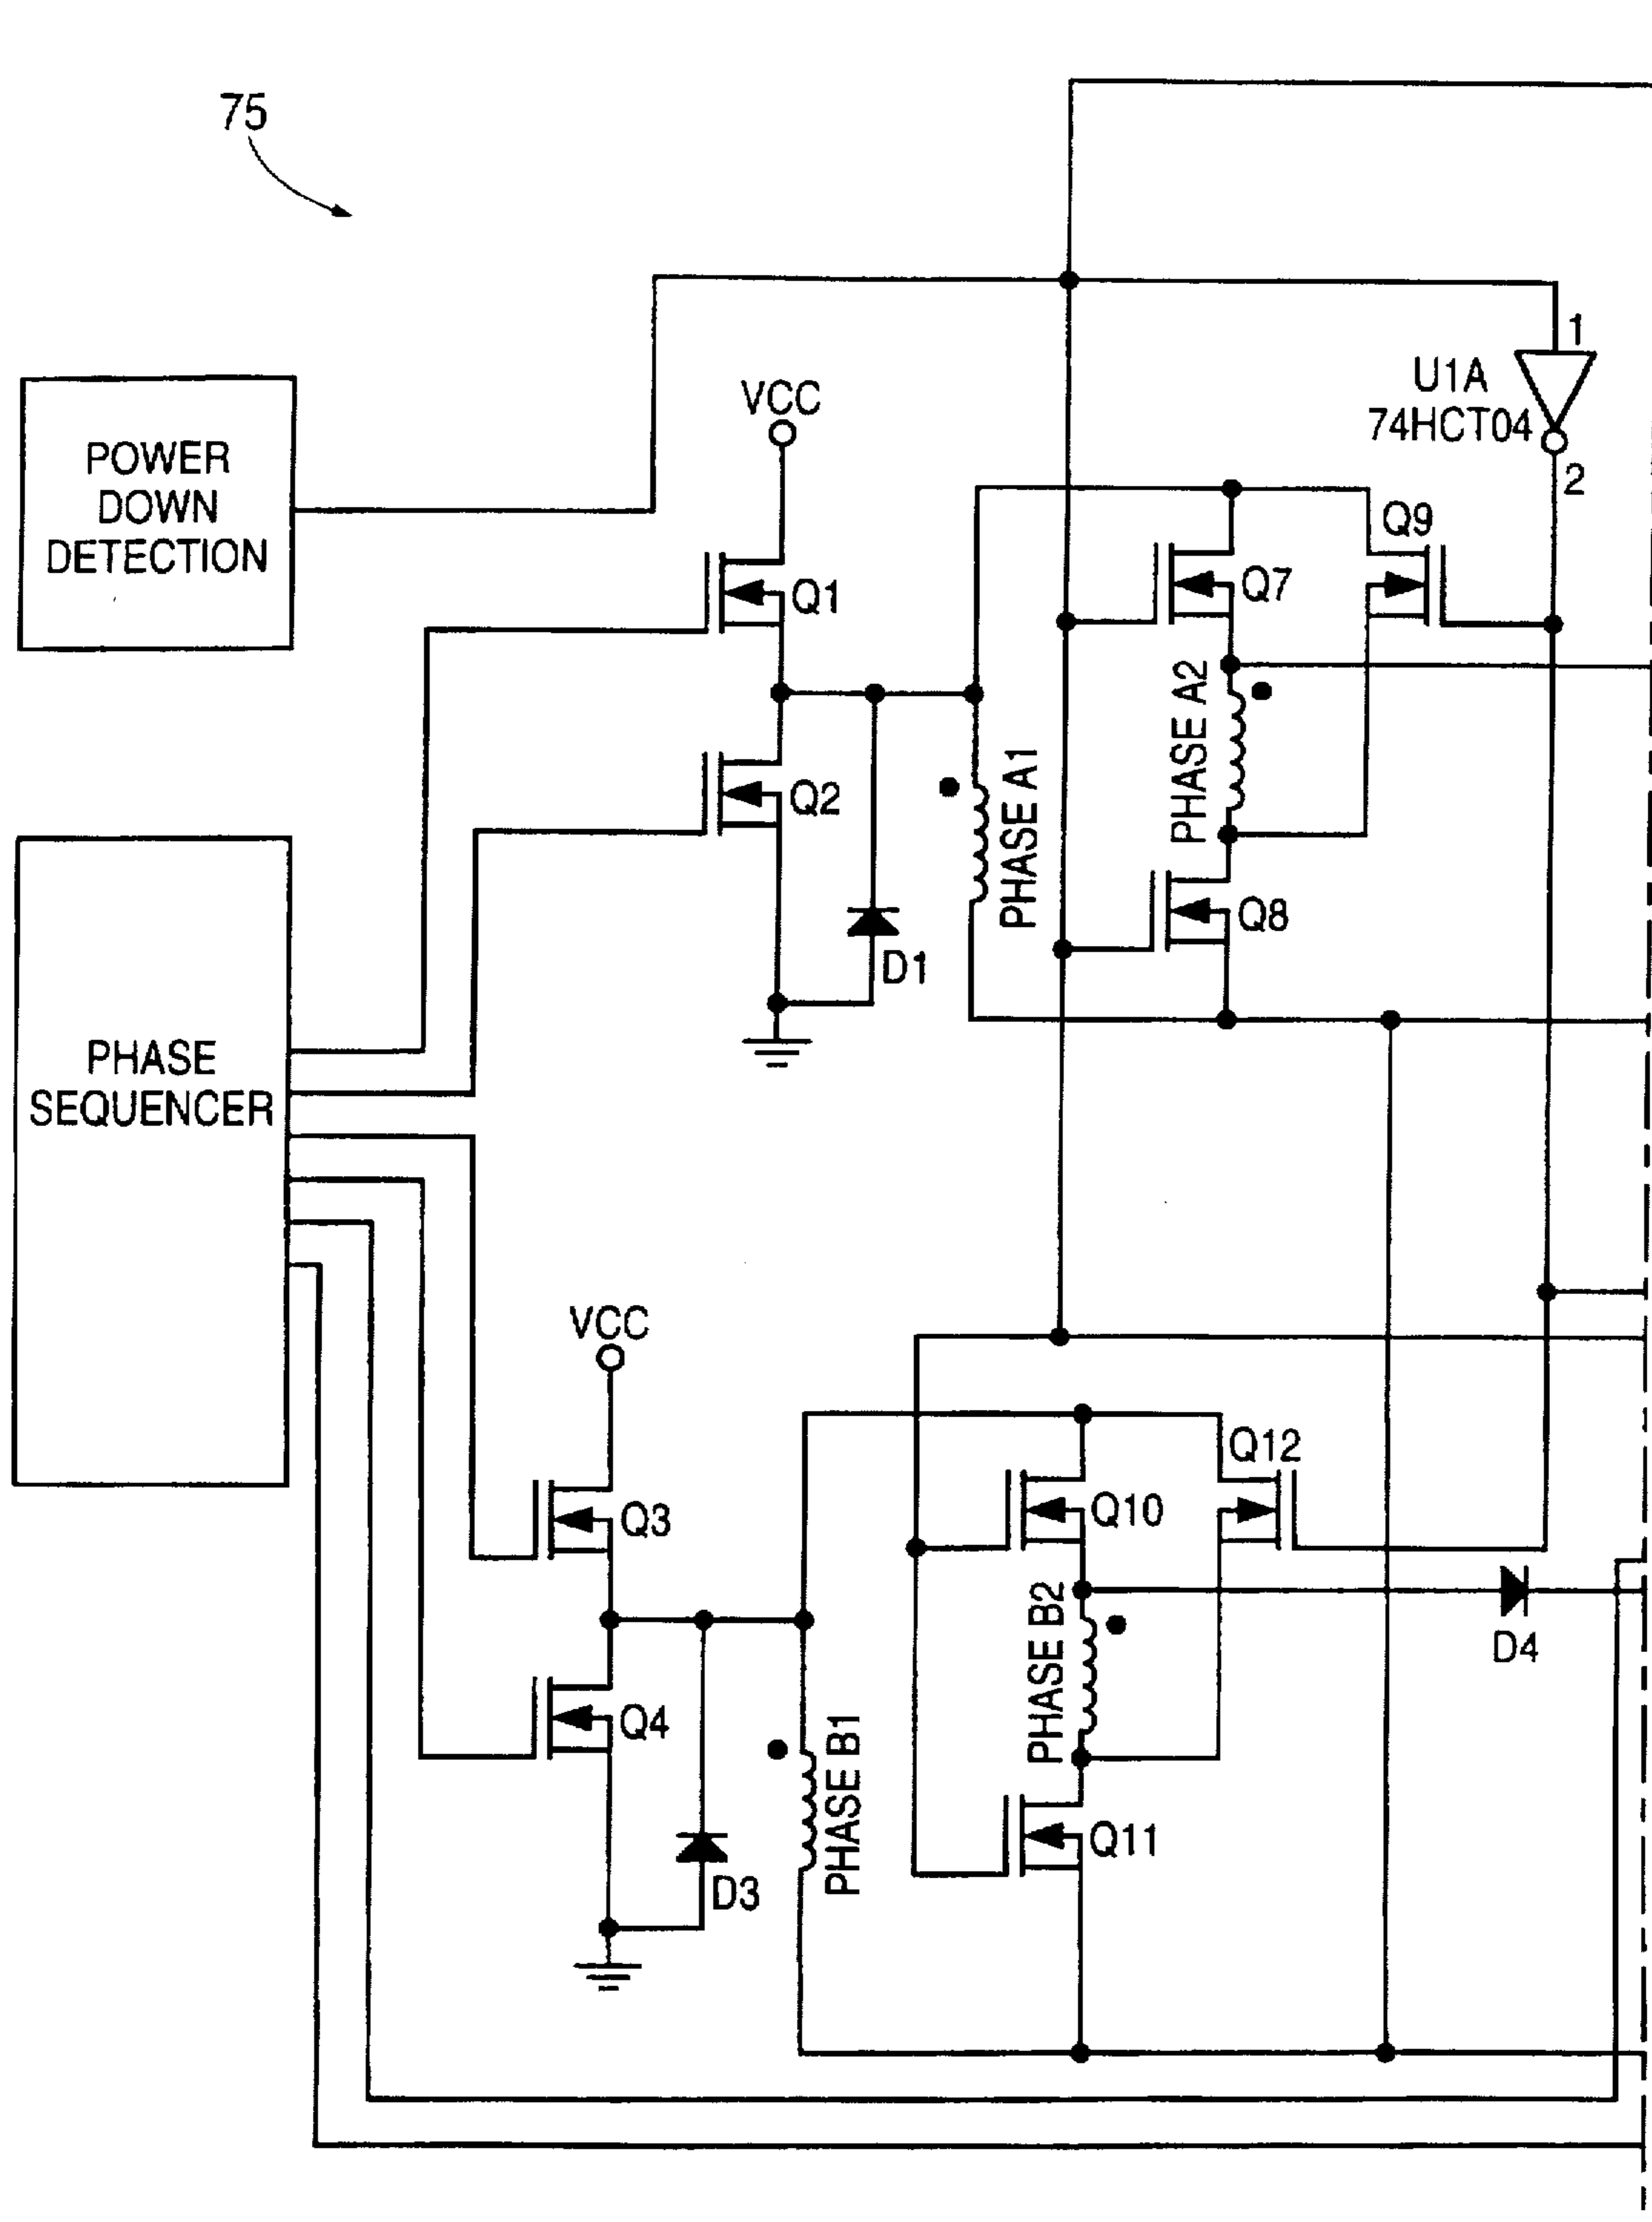 75
1
U1A
74HCT04
2
VCC
POWER
DOWN
DETECTION
Q9
Q7
Q1
PHASE A2
Q2
PHASE A1
Q8
D1
PHASE
SEQUENCER
VCC
Q12
Q10
Q3
PHASE B2
D4
Q4
PHASE B1
Q11
D3